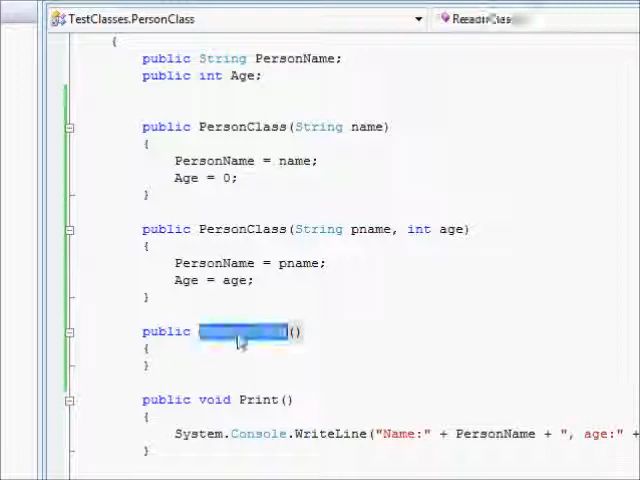 TestClasses.PersonClass
{
public String PersonName;
public int Age;
public PersonClass(String name)
{
PersonName = name;
Age = 0;
}
public PersonClass(String pname, int age)
{
PersonName = pname;
Age = age;
}
public ()
{
}
public void Print()
{
System.Console.WriteLine("Name:" + PersonName + ", age:" +
}